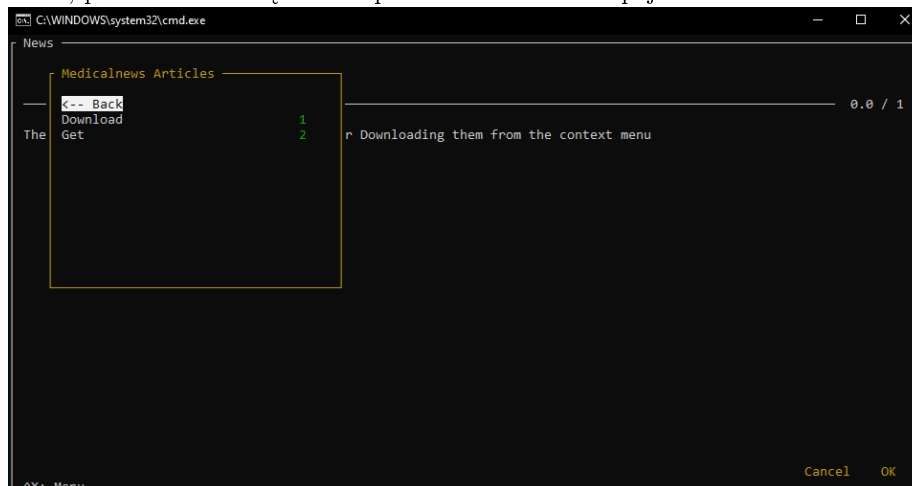 C:\WINDOWS\system32\cmd.exe
News
Medicalnews Articles
<-- Back
0.0 / 1
Download 1
The Get 2 r Downloading them from the context menu
Cancel OK
^X: Menu